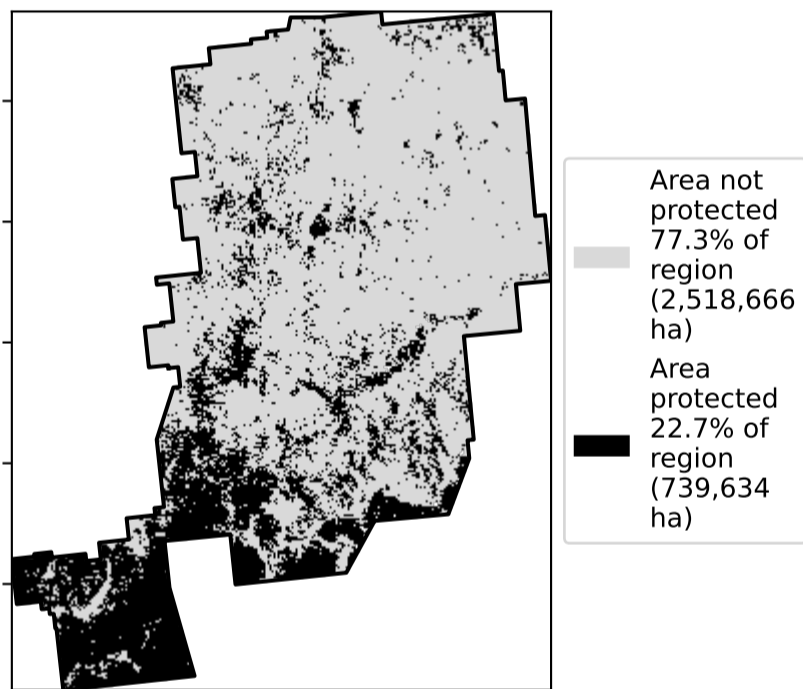 Area not
protected
77.3% of
region
(2,518,666
ha)
Area
protected
22.7% of
region
(739,634
ha)